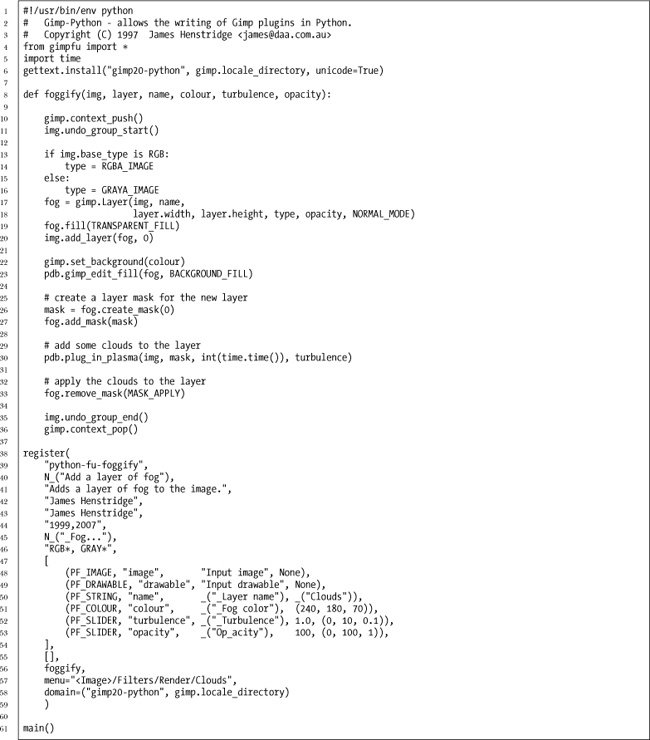 1 #!/usr/bin/env python
2 #   Gimp-Python - allows the writing of Gimp plugins in Python.
3 #   Copyright (C) 1997  James Henstridge <james@daa.com.au>
4 from gimpfu import *
5 import time
6 gettext.install("gimp20-python", gimp.locale_directory, unicode=True)
7
8 def foggify(img, layer, name, colour, turbulence, opacity):
9
10     gimp.context_push()
11     img.undo_group_start()
12
13     if img.base_type is RGB:
14         type = RGBA_IMAGE
15     else:
16         type = GRAYA_IMAGE
17     fog = gimp.Layer(img, name,
18                      layer.width, layer.height, type, opacity, NORMAL_MODE)
19     fog.fill(TRANSPARENT_FILL)
20     img.add_layer(fog, 0)
21
22     gimp.set_background(colour)
23     pdb.gimp_edit_fill(fog, BACKGROUND_FILL)
24
25     # create a layer mask for the new layer
26     mask = fog.create_mask(0)
27     fog.add_mask(mask)
28
29     # add some clouds to the layer
30     pdb.plug_in_plasma(img, mask, int(time.time()), turbulence)
31
32     # apply the clouds to the layer
33     fog.remove_mask(MASK_APPLY)
34
35     img.undo_group_end()
36     gimp.context_pop()
37
38 register(
39     "python-fu-foggify",
40     N_("Add a layer of fog"),
41     "Adds a layer of fog to the image.",
42     "James Henstridge",
43     "James Henstridge",
44     "1999,2007",
45     N_("_Fog..."),
46     "RGB*, GRAY*",
47     [
48         (PF_IMAGE, "image",       "Input image", None),
49         (PF_DRAWABLE, "drawable", "Input drawable", None),
50         (PF_STRING, "name",       _("_Layer name"), _("Clouds")),
51         (PF_COLOUR, "colour",     _("_Fog color"),  (240, 180, 70)),
52         (PF_SLIDER, "turbulence", _("_Turbulence"), 1.0, (0, 10, 0.1)),
53         (PF_SLIDER, "opacity",    _("Op_acity"),    100, (0, 100, 1)),
54     ],
55     [],
56     foggify,
57     menu="<Image>/Filters/Render/Clouds",
58     domain=("gimp20-python", gimp.locale_directory)
59     )
60
61 main()